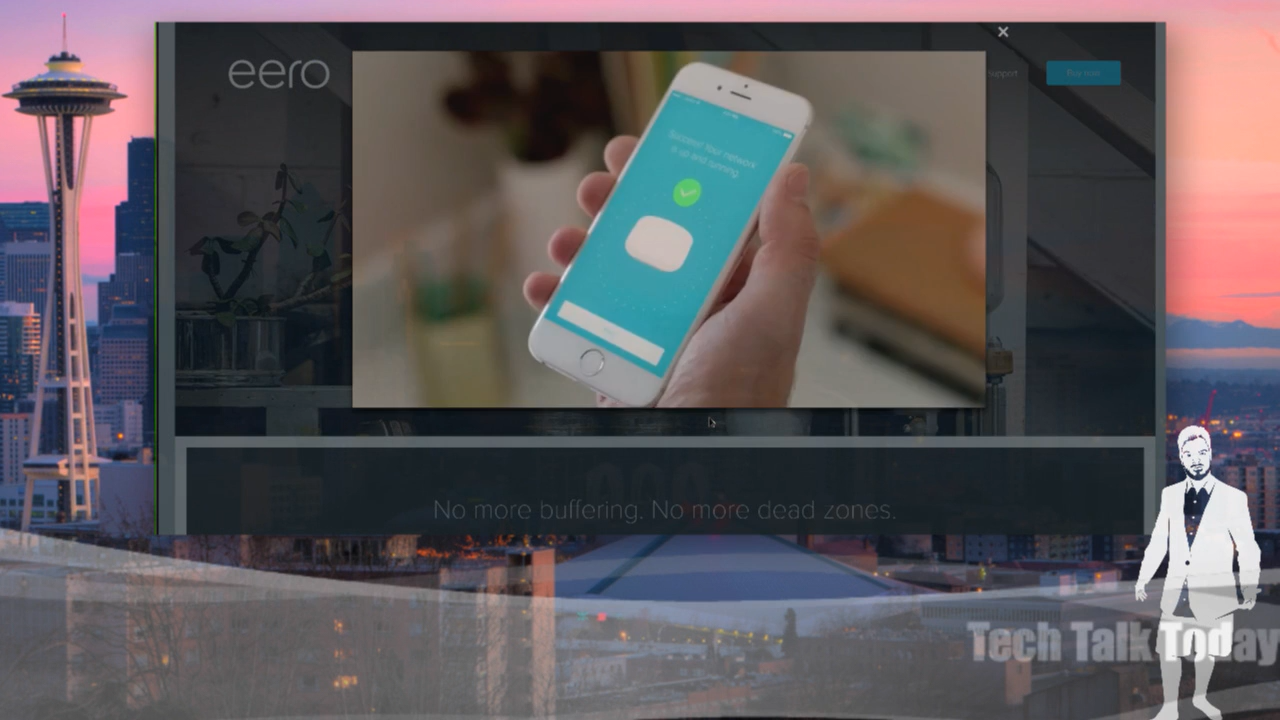 eero
support
Buy now
Success! Your network
is up and running.
No more buffering. No more dead zones.
Tech Talk Today